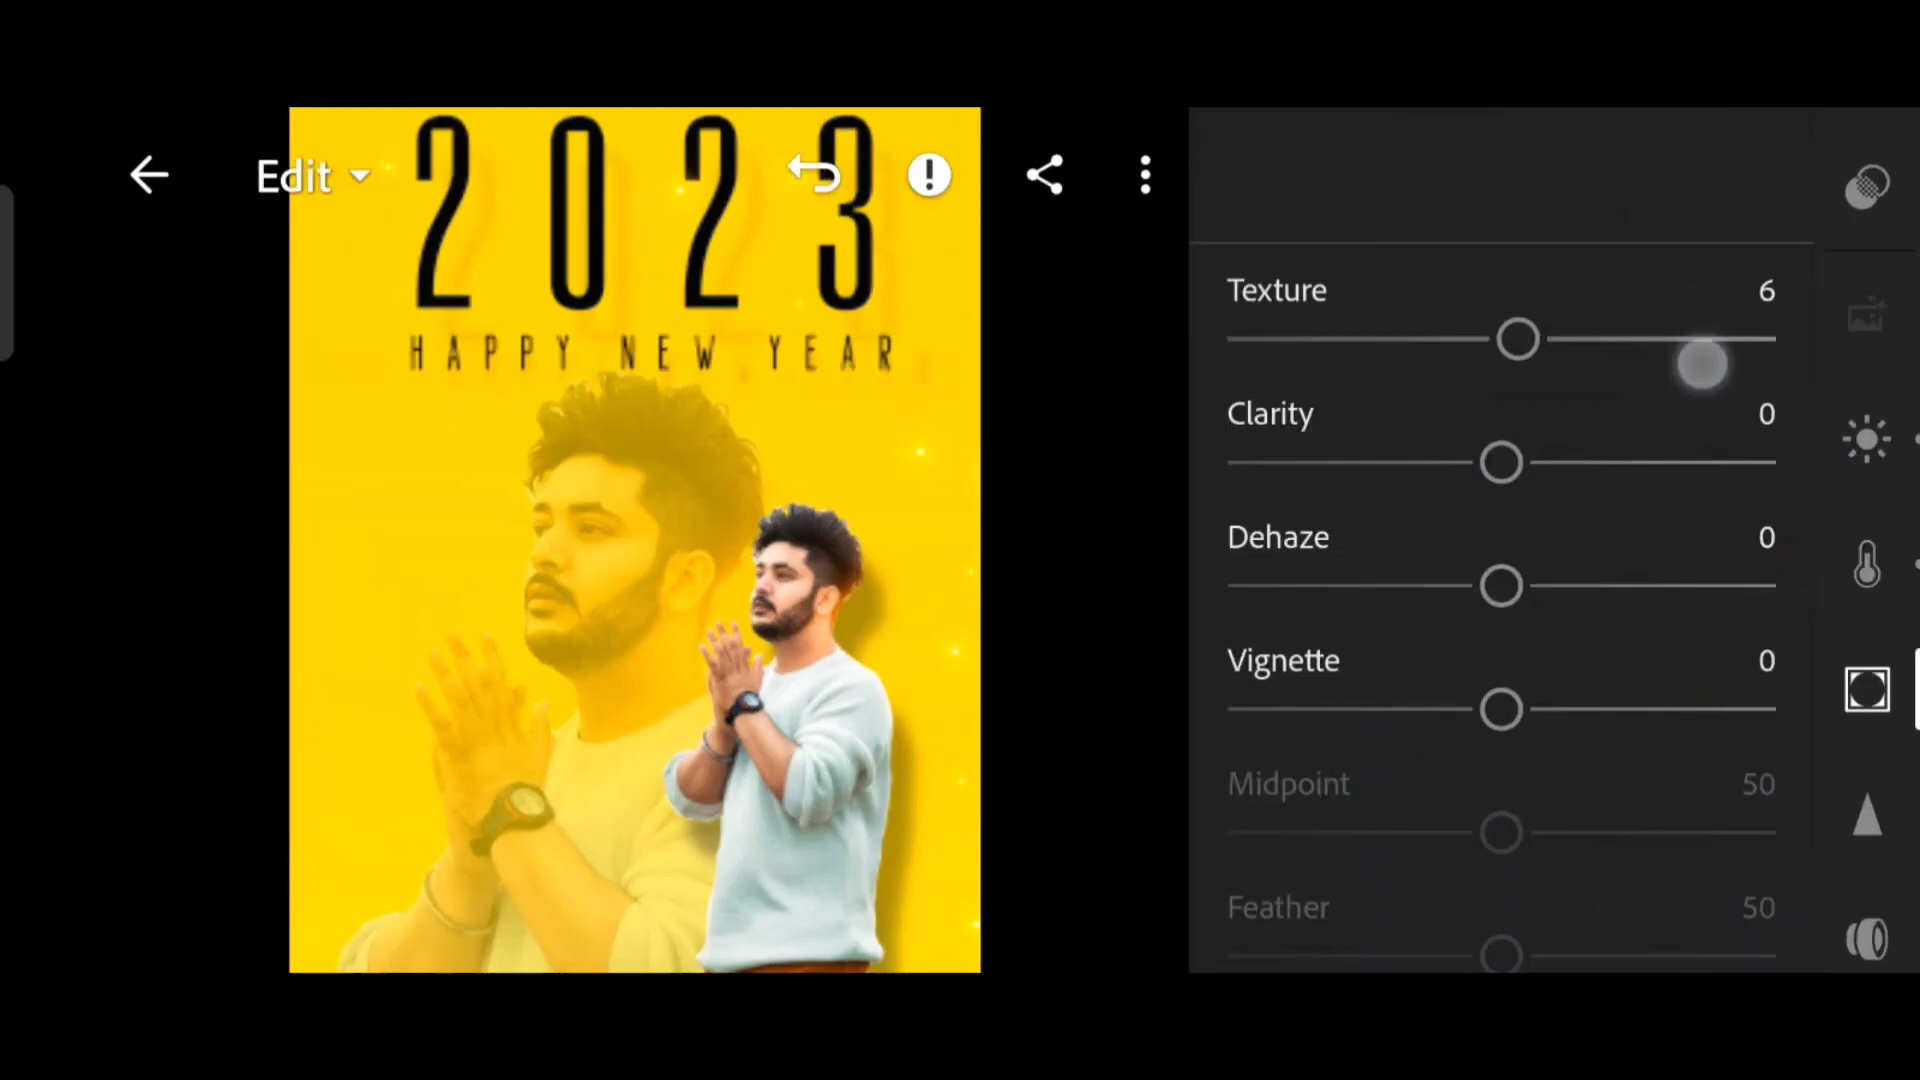 2023
HAPPY NEW YEAR
Edit
Texture 6
Clarity 0
Dehaze 0
Vignette 0
Midpoint 50
Feather 50